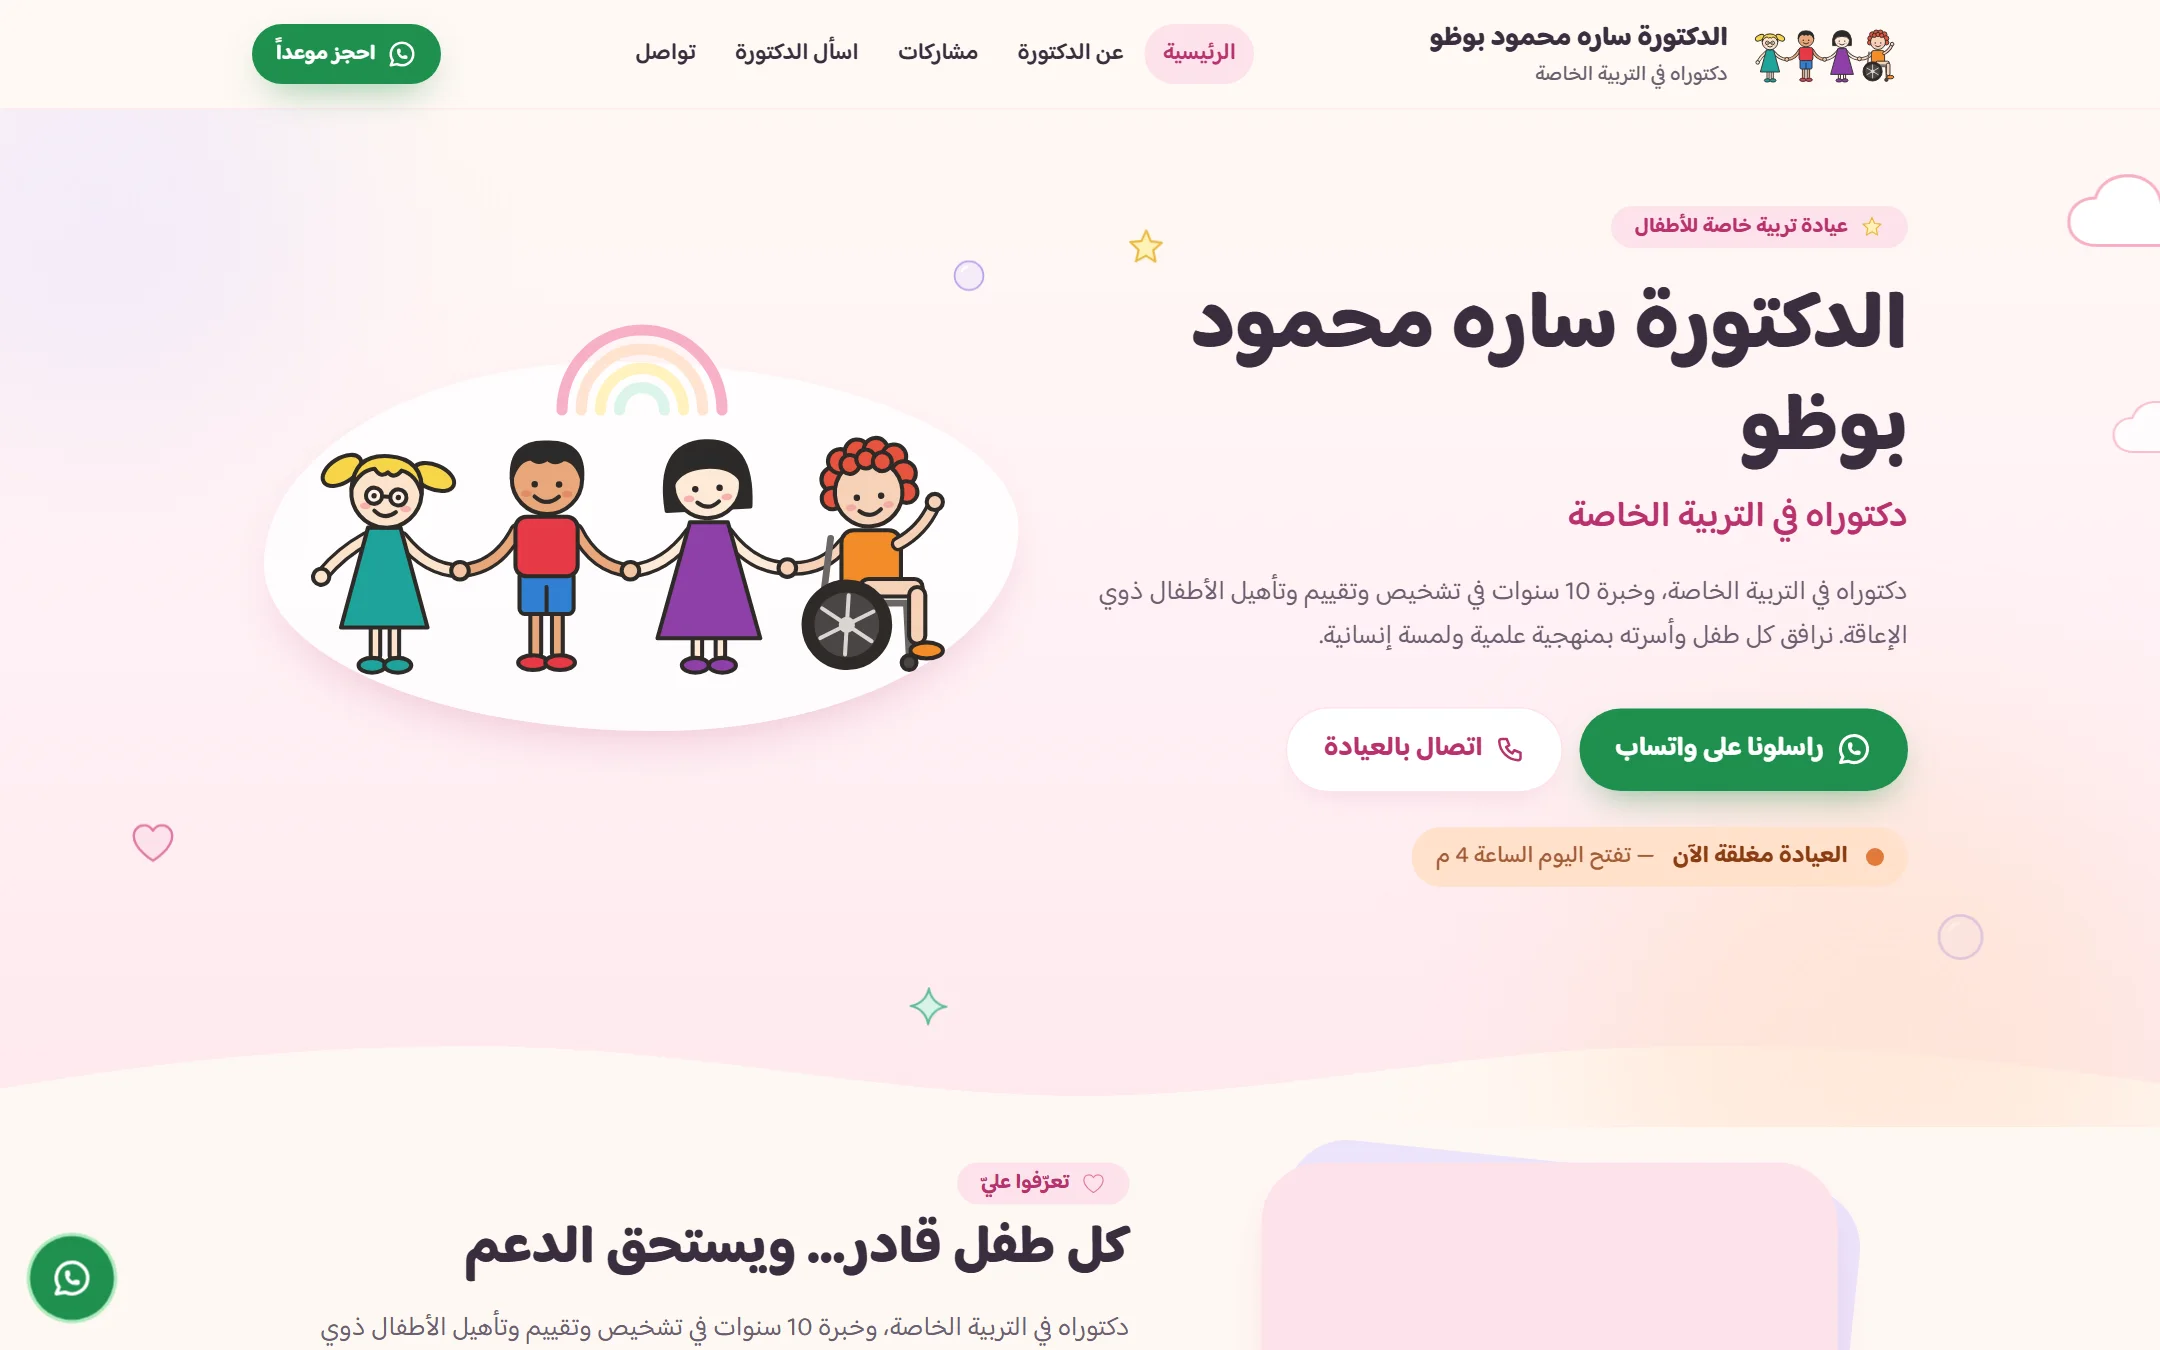 الدكتورة ساره محمود بوظو
دكتوراه في التربية الخاصة
الرئيسية
عن الدكتورة
مشاركات
اسأل الدكتورة
تواصل
احجز موعداً
عيادة تربية خاصة للأطفال
الدكتورة ساره محمود
بوظو
دكتوراه في التربية الخاصة
دكتوراه في التربية الخاصة، وخبرة 10 سنوات في تشخيص وتقييم وتأهيل الأطفال ذوي
الإعاقة. نرافق كل طفل وأسرته بمنهجية علمية ولمسة إنسانية.
راسلونا على واتساب
اتصال بالعيادة
العيادة مغلقة الآن — تفتح اليوم الساعة 4 م
تعرّفوا عليّ
كل طفل قادر... ويستحق الدعم
دكتوراه في التربية الخاصة، وخبرة 10 سنوات في تشخيص وتقييم وتأهيل الأطفال ذوي